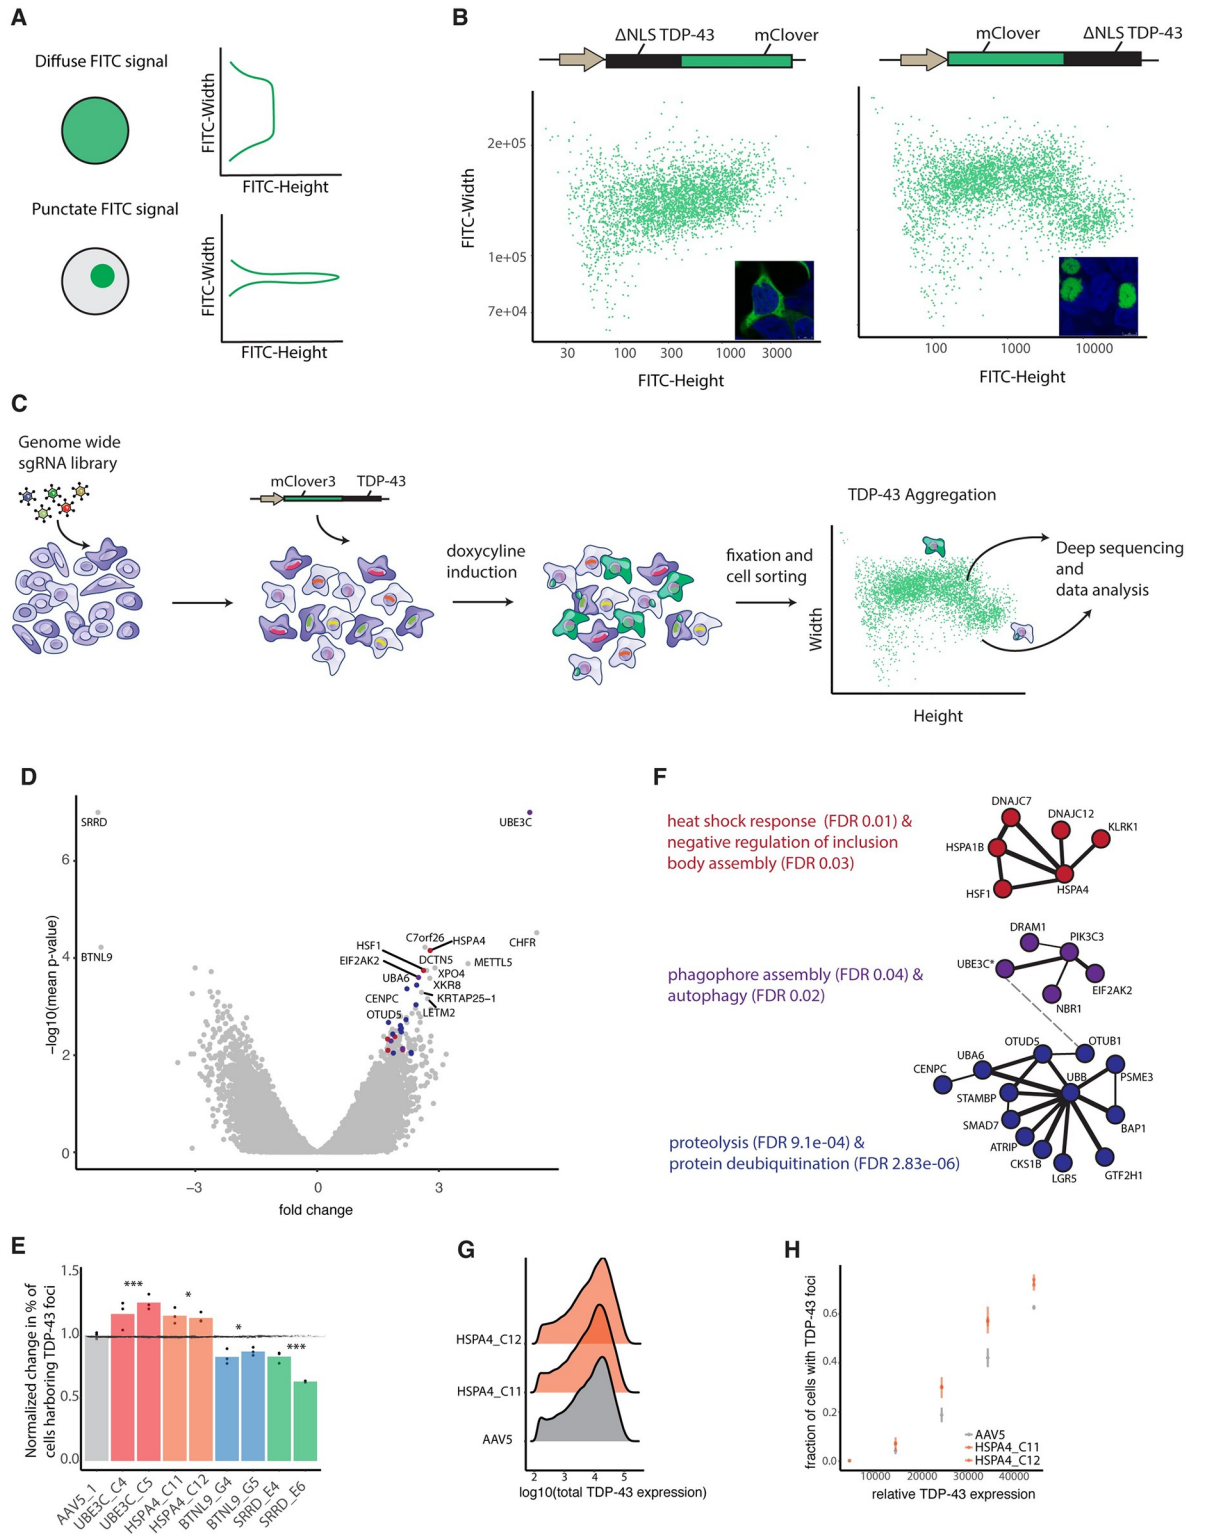 A
Diffuse FITC signal
FITC-Width
FITC-Height
Punctate FITC signal
FITC-Width
FITC-Height
B
ΔNLS TDP-43
mClover
FITC-Width
2e+05
1e+05
7e+04
30 100 300 1000 3000
FITC-Height
mClover
ΔNLS TDP-43
100 1000 10000
FITC-Height
C
Genome wide
sgRNA library
mClover3 TDP-43
doxycyline
induction
fixation and
cell sorting
TDP-43 Aggregation
Width
Height
Deep sequencing
and
data analysis
D
−log10(mean p-value)
6
4
2
0
−3 0 3
fold change
SRRD
UBE3C
BTNL9
C7orf26
HSPA4
CHFR
HSF1
DCTN5
METTL5
EIF2AK2
XPO4
UBA6
XKR8
CENPC
KRTAP25−1
OTUD5
LETM2
F
heat shock response (FDR 0.01) &
negative regulation of inclusion
body assembly (FDR 0.03)
DNAJC7
DNAJC12
KLRK1
HSPA1B
HSF1
HSPA4
phagophore assembly (FDR 0.04) &
autophagy (FDR 0.02)
DRAM1
PIK3C3
UBE3C*
EIF2AK2
NBR1
proteolysis (FDR 9.1e-04) &
protein deubiquitination (FDR 2.83e-06)
OTUD5
OTUB1
UBA6
CENPC
UBB
PSME3
STAMBP
SMAD7
BAP1
ATRIP
CKS1B
LGR5
GTF2H1
E
Normalized change in % of
cells harboring TDP-43 foci
1.5
1.0
0.5
0.0
***
*
*
***
AAV5_1
UBE3C_C4
UBE3C_C5
HSPA4_C11
HSPA4_C12
BTNL9_G4
BTNL9_G5
SRRD_E4
SRRD_E6
G
HSPA4_C12
HSPA4_C11
AAV5
2 3 4 5
log10(total TDP-43 expression)
H
fraction of cells with TDP-43 foci
0.6
0.4
0.2
0.0
10000 20000 30000 40000
relative TDP-43 expression
AAV5
HSPA4_C11
HSPA4_C12